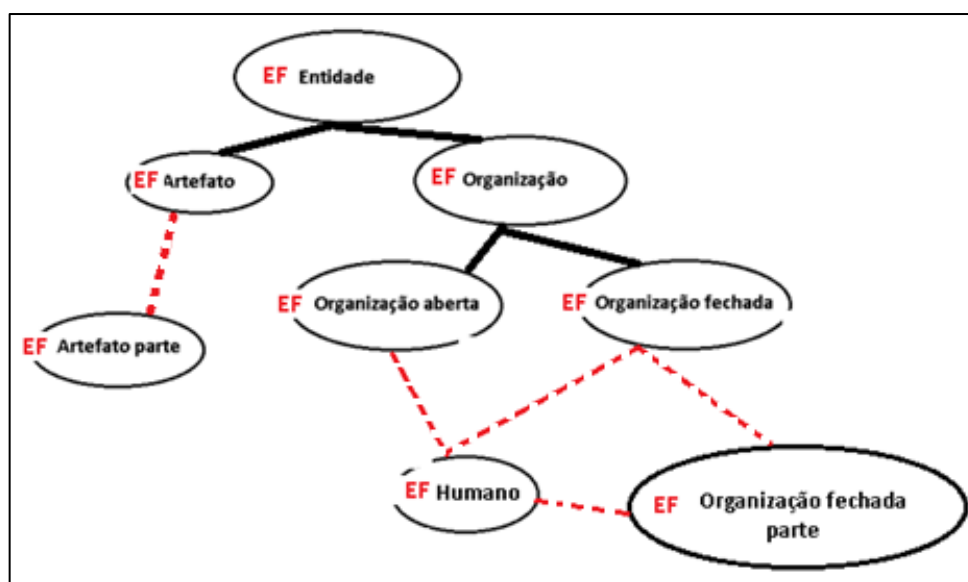 EF Entidade
EF Artefato
EF Organização
EF Organização aberta
EF Organização fechada
EF Artefato parte
EF Humano
EF Organização fechada
parte